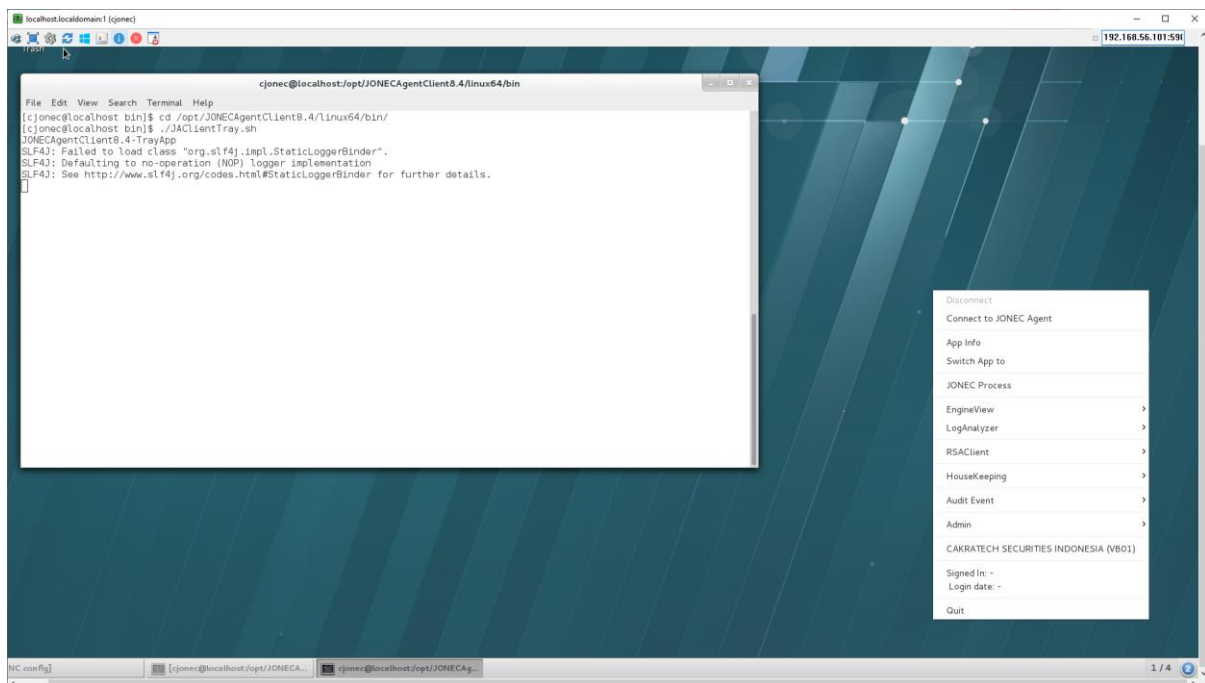 localhost.localdomain:1 (cjonec)
192.168.56.101:590
Trash
cjonec@localhost:/opt/JONECAgentClient8.4/linux64/bin
File Edit View Search Terminal Help
[cjonec@localhost bin]$ cd /opt/JONECAgentClient8.4/linux64/bin/
[cjonec@localhost bin]$ ./JAClientTray.sh
JONECAgentClient8.4-TrayApp
SLF4J: Failed to load class "org.slf4j.impl.StaticLoggerBinder".
SLF4J: Defaulting to no-operation (NOP) logger implementation
SLF4J: See http://www.slf4j.org/codes.html#StaticLoggerBinder for further details.
Disconnect
Connect to JONEC Agent
App Info
Switch App to
JONEC Process
EngineView
LogAnalyzer
RSAClient
HouseKeeping
Audit Event
Admin
CAKRATECH SECURITIES INDONESIA (VB01)
Signed In: -
Login date: -
Quit
NC config]
[cjonec@localhost:/opt/JONECA...
cjonec@localhost:/opt/JONECAg...
1 / 4
2